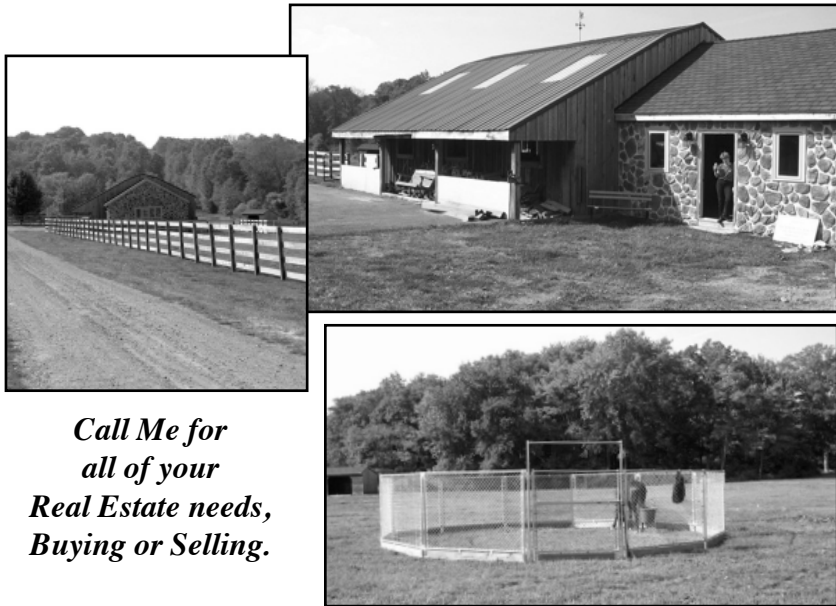 Call Me for
all of your
Real Estate needs,
Buying or Selling.